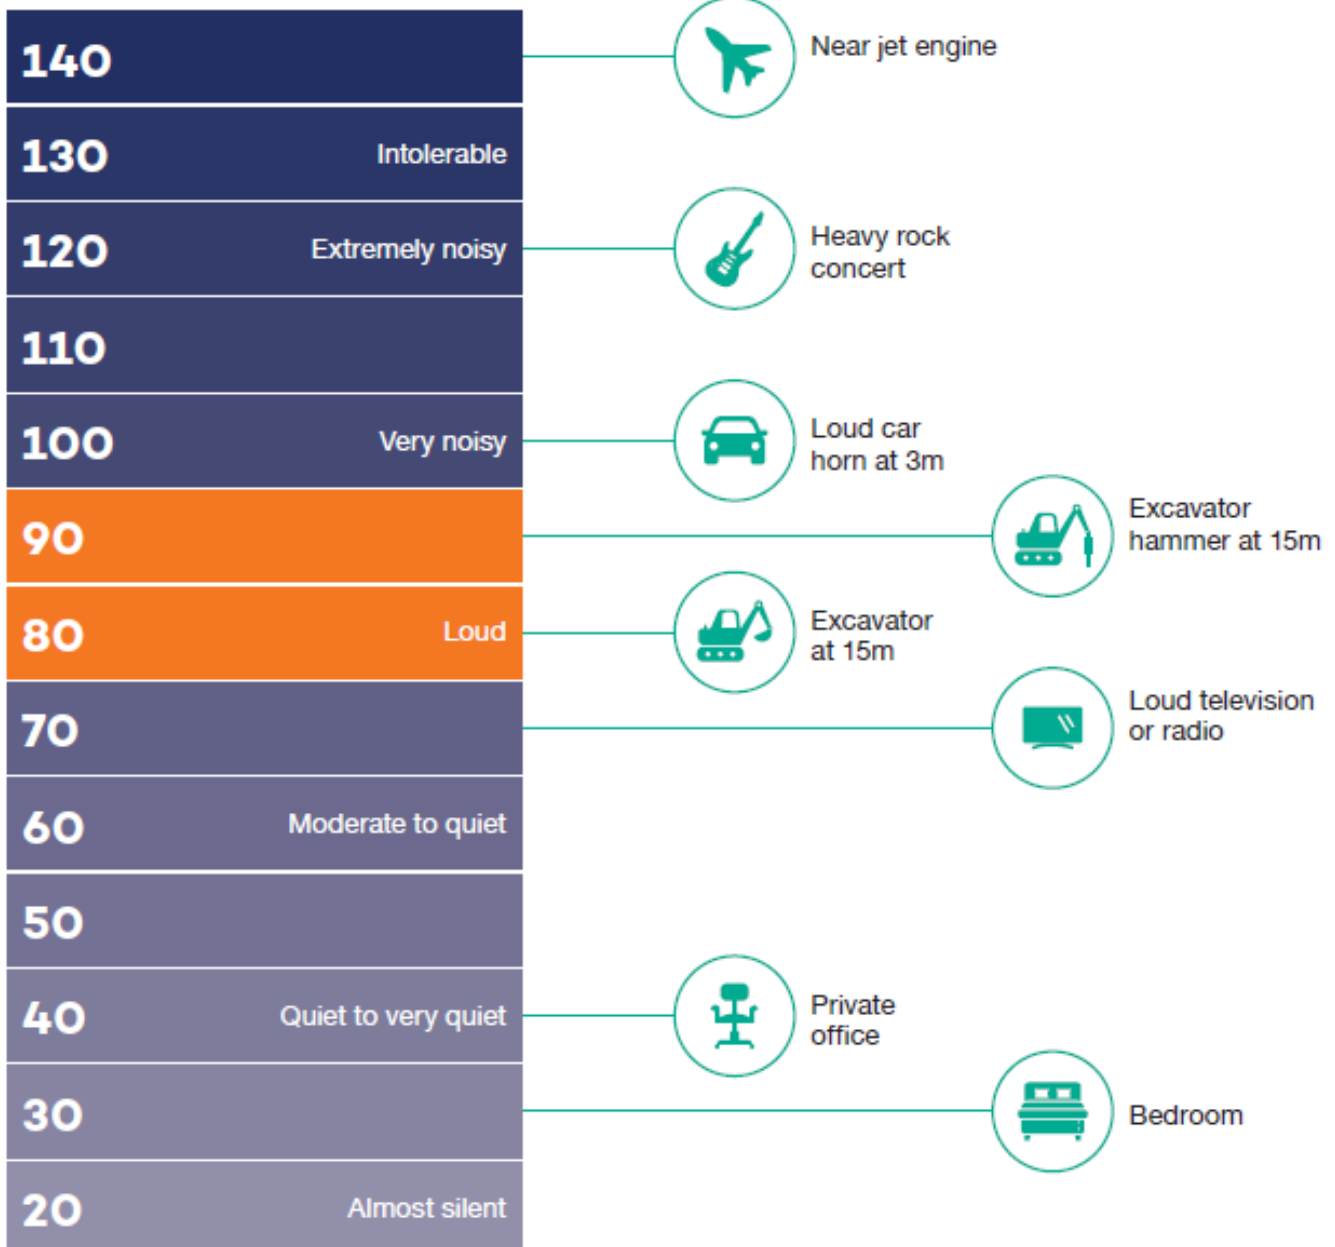 140
Near jet engine
130 Intolerable
120 Extremely noisy
Heavy rock
concert
110
100 Very noisy
Loud car
horn at 3m
90
Excavator
hammer at 15m
80 Loud
Excavator
at 15m
70
Loud television
or radio
60 Moderate to quiet
50
40 Quiet to very quiet
Private
office
30
Bedroom
20 Almost silent